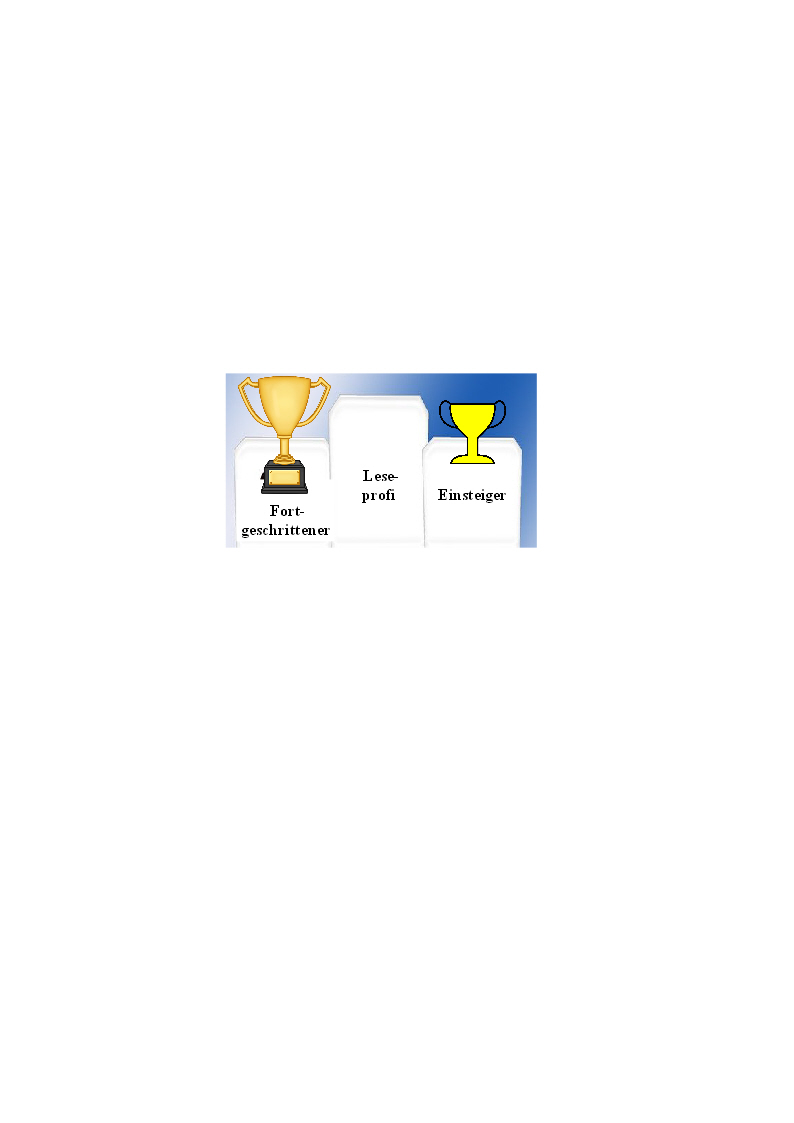 Fort-
geschrittener
Lese-
profi
Einsteiger